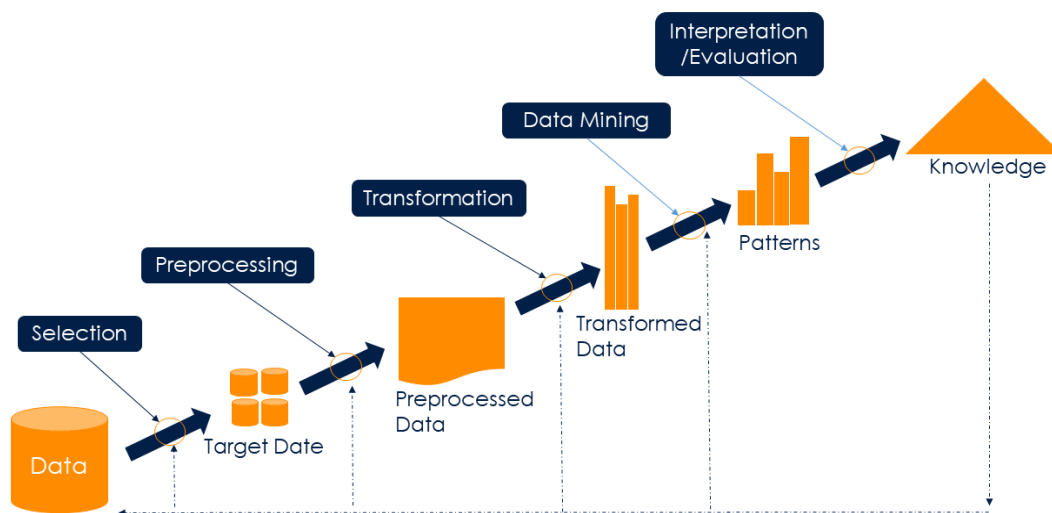 Interpretation
/Evaluation
Data Mining
Knowledge
Transformation
Patterns
Preprocessing
Transformed
Data
Selection
Preprocessed
Data
Target Date
Data